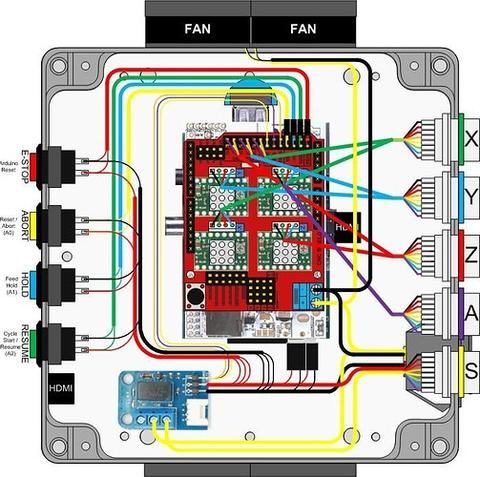 FAN
FAN
E-STOP
Arduino
Reset
ABORT
Reset /
Abort
(A0)
HOLD
Feed
Hold
(A1)
RESUME
Cycle
Start /
Resume
(A2)
HDMI
HD
X
Y
Z
A
S